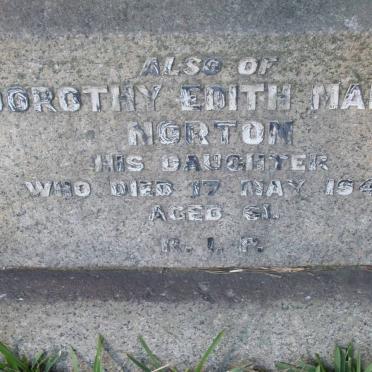 ALSO OF
DOROTHY EDITH
NORTON
HIS DAUGHTER
WHO DIED 17 MAY
AGED 61.
R. I. P.